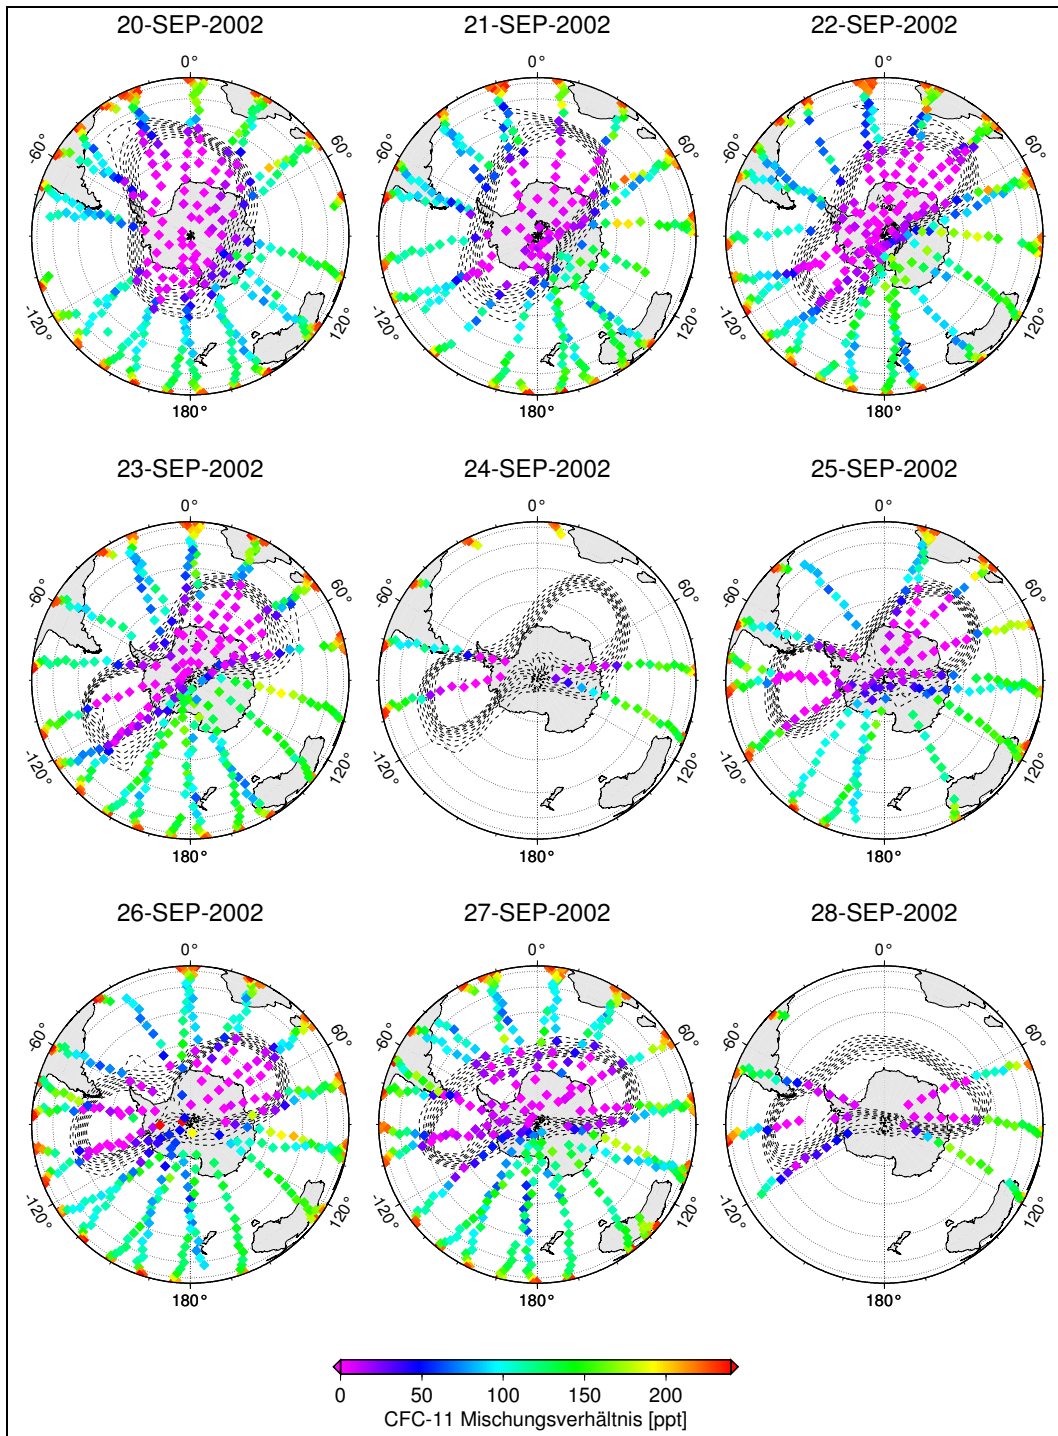 20-SEP-2002 21-SEP-2002 22-SEP-2002
0° 0° 0°
-60° 60° -60° 60° -60° 60°
-120° 120° -120° 120° -120° 120°
180° 180° 180°
23-SEP-2002 24-SEP-2002 25-SEP-2002
0° 0° 0°
-60° 60° -60° 60° -60° 60°
-120° 120° -120° 120° -120° 120°
180° 180° 180°
26-SEP-2002 27-SEP-2002 28-SEP-2002
0° 0° 0°
-60° 60° -60° 60° -60° 60°
-120° 120° -120° 120° -120° 120°
180° 180° 180°
0 50 100 150 200
CFC-11 Mischungsverhältnis [ppt]